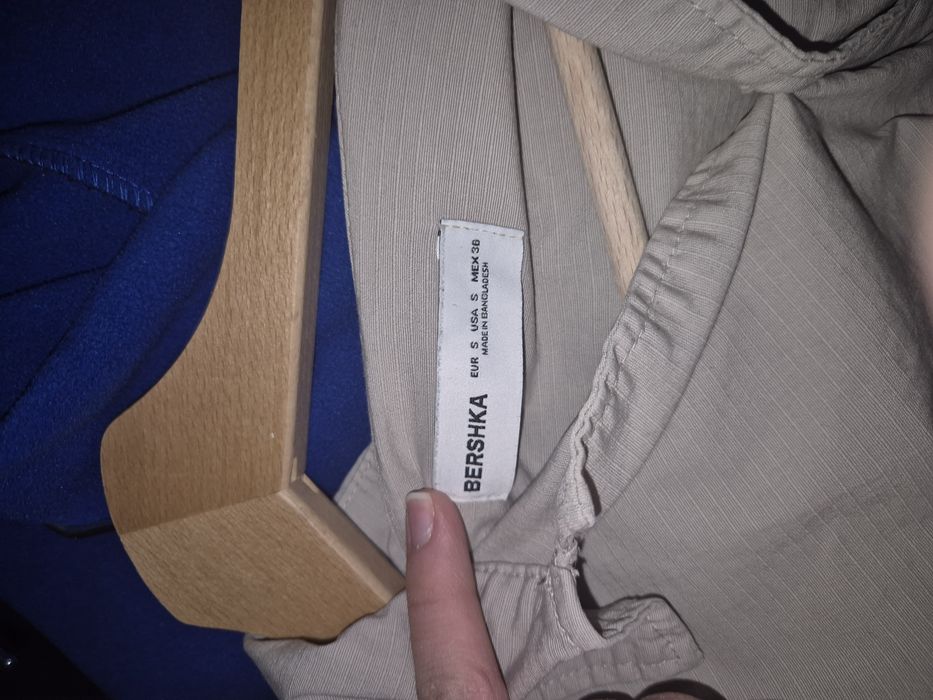 BERSHKA
EUR S USA S MEX 36
MADE IN BANGLADESH